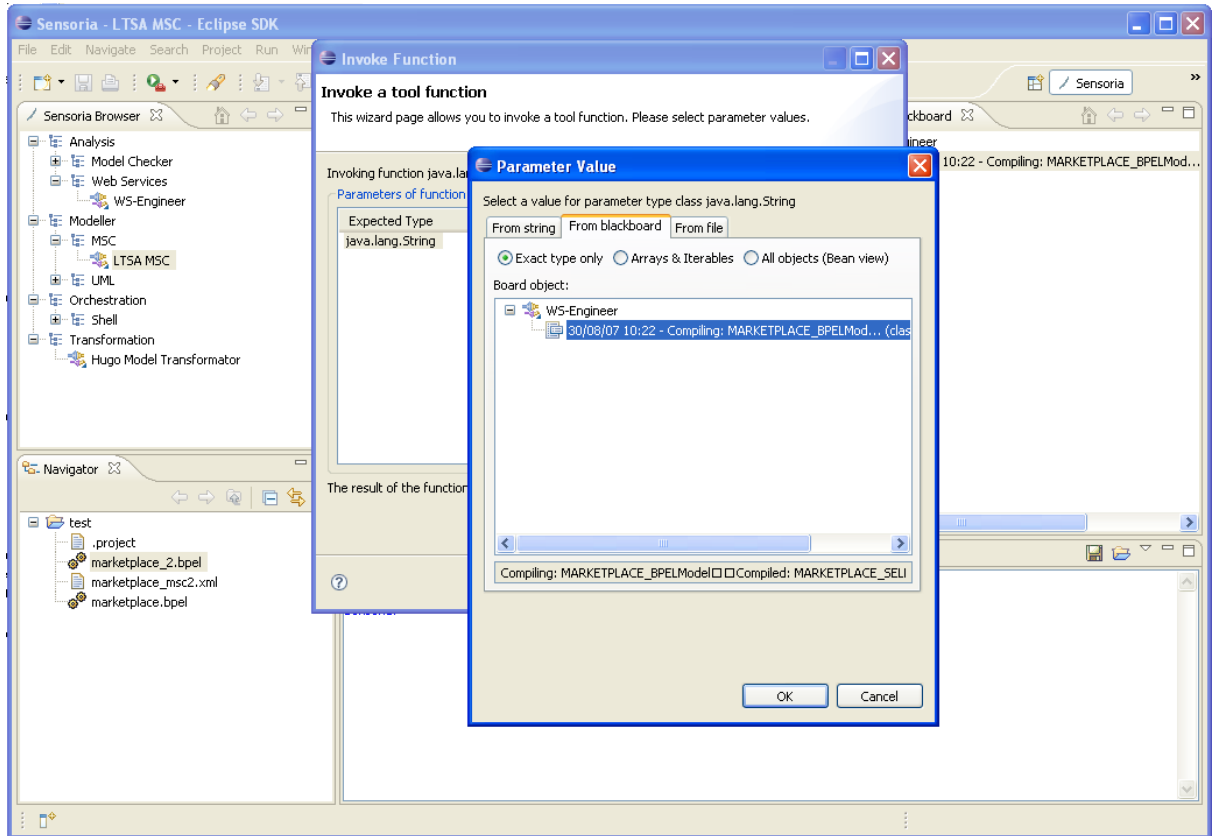 Sensoria - LTSA MSC - Eclipse SDK
File Edit Navigate Search Project Run Wir
Sensoria
»
Sensoria Browser
Analysis
Model Checker
Web Services
WS-Engineer
Modeller
MSC
LTSA MSC
UML
Orchestration
Shell
Transformation
Hugo Model Transformator
Navigator
test
.project
marketplace_2.bpel
marketplace_msc2.xml
marketplace.bpel
Invoke Function
Invoke a tool function
This wizard page allows you to invoke a tool function. Please select parameter values.
Invoking function java.la
Parameters of function
Expected Type
java.lang.String
The result of the function
?
Parameter Value
Select a value for parameter type class java.lang.String
From string From blackboard From file
Exact type only Arrays & Iterables All objects (Bean view)
Board object:
WS-Engineer
30/08/07 10:22 - Compiling: MARKETPLACE_BPELMod... (clas
Compiling: MARKETPLACE_BPELModel□□Compiled: MARKETPLACE_SELI
OK Cancel
ckboard
ineer
10:22 - Compiling: MARKETPLACE_BPELMod...